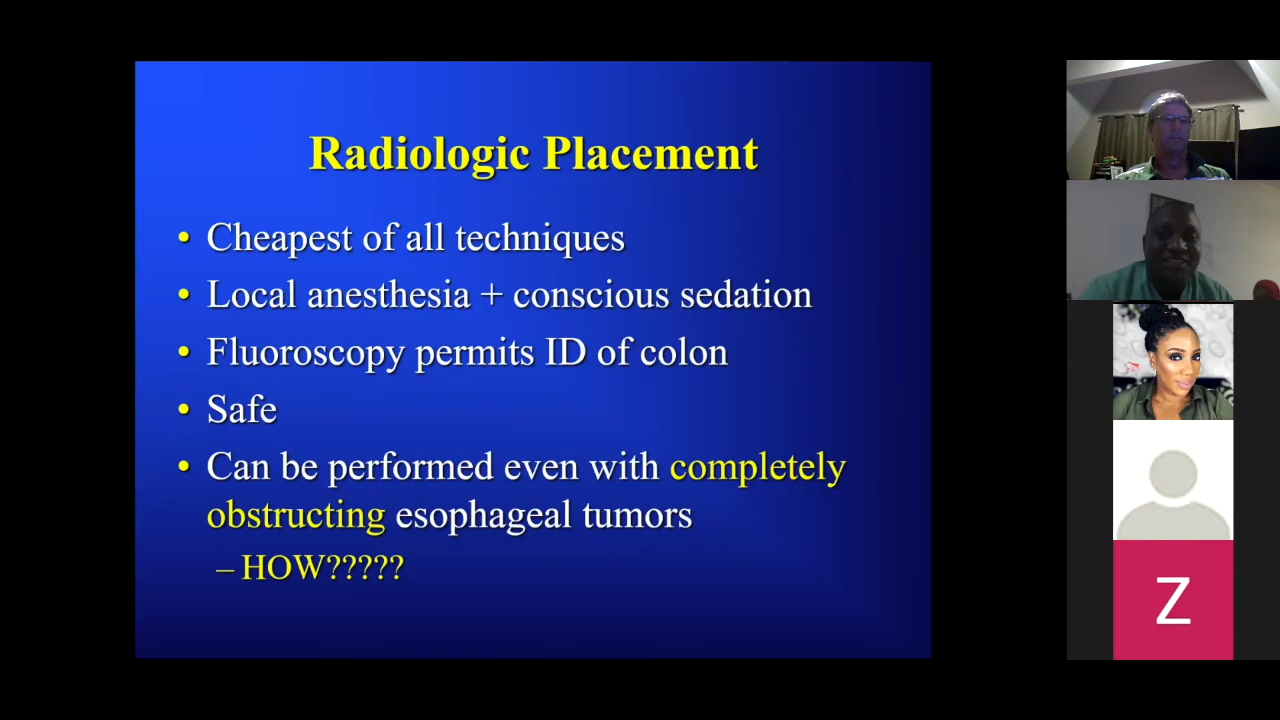 Radiologic Placement
• Cheapest of all techniques
• Local anesthesia + conscious sedation
• Fluoroscopy permits ID of colon
• Safe
• Can be performed even with completely
obstructing esophageal tumors
– HOW?????
Z